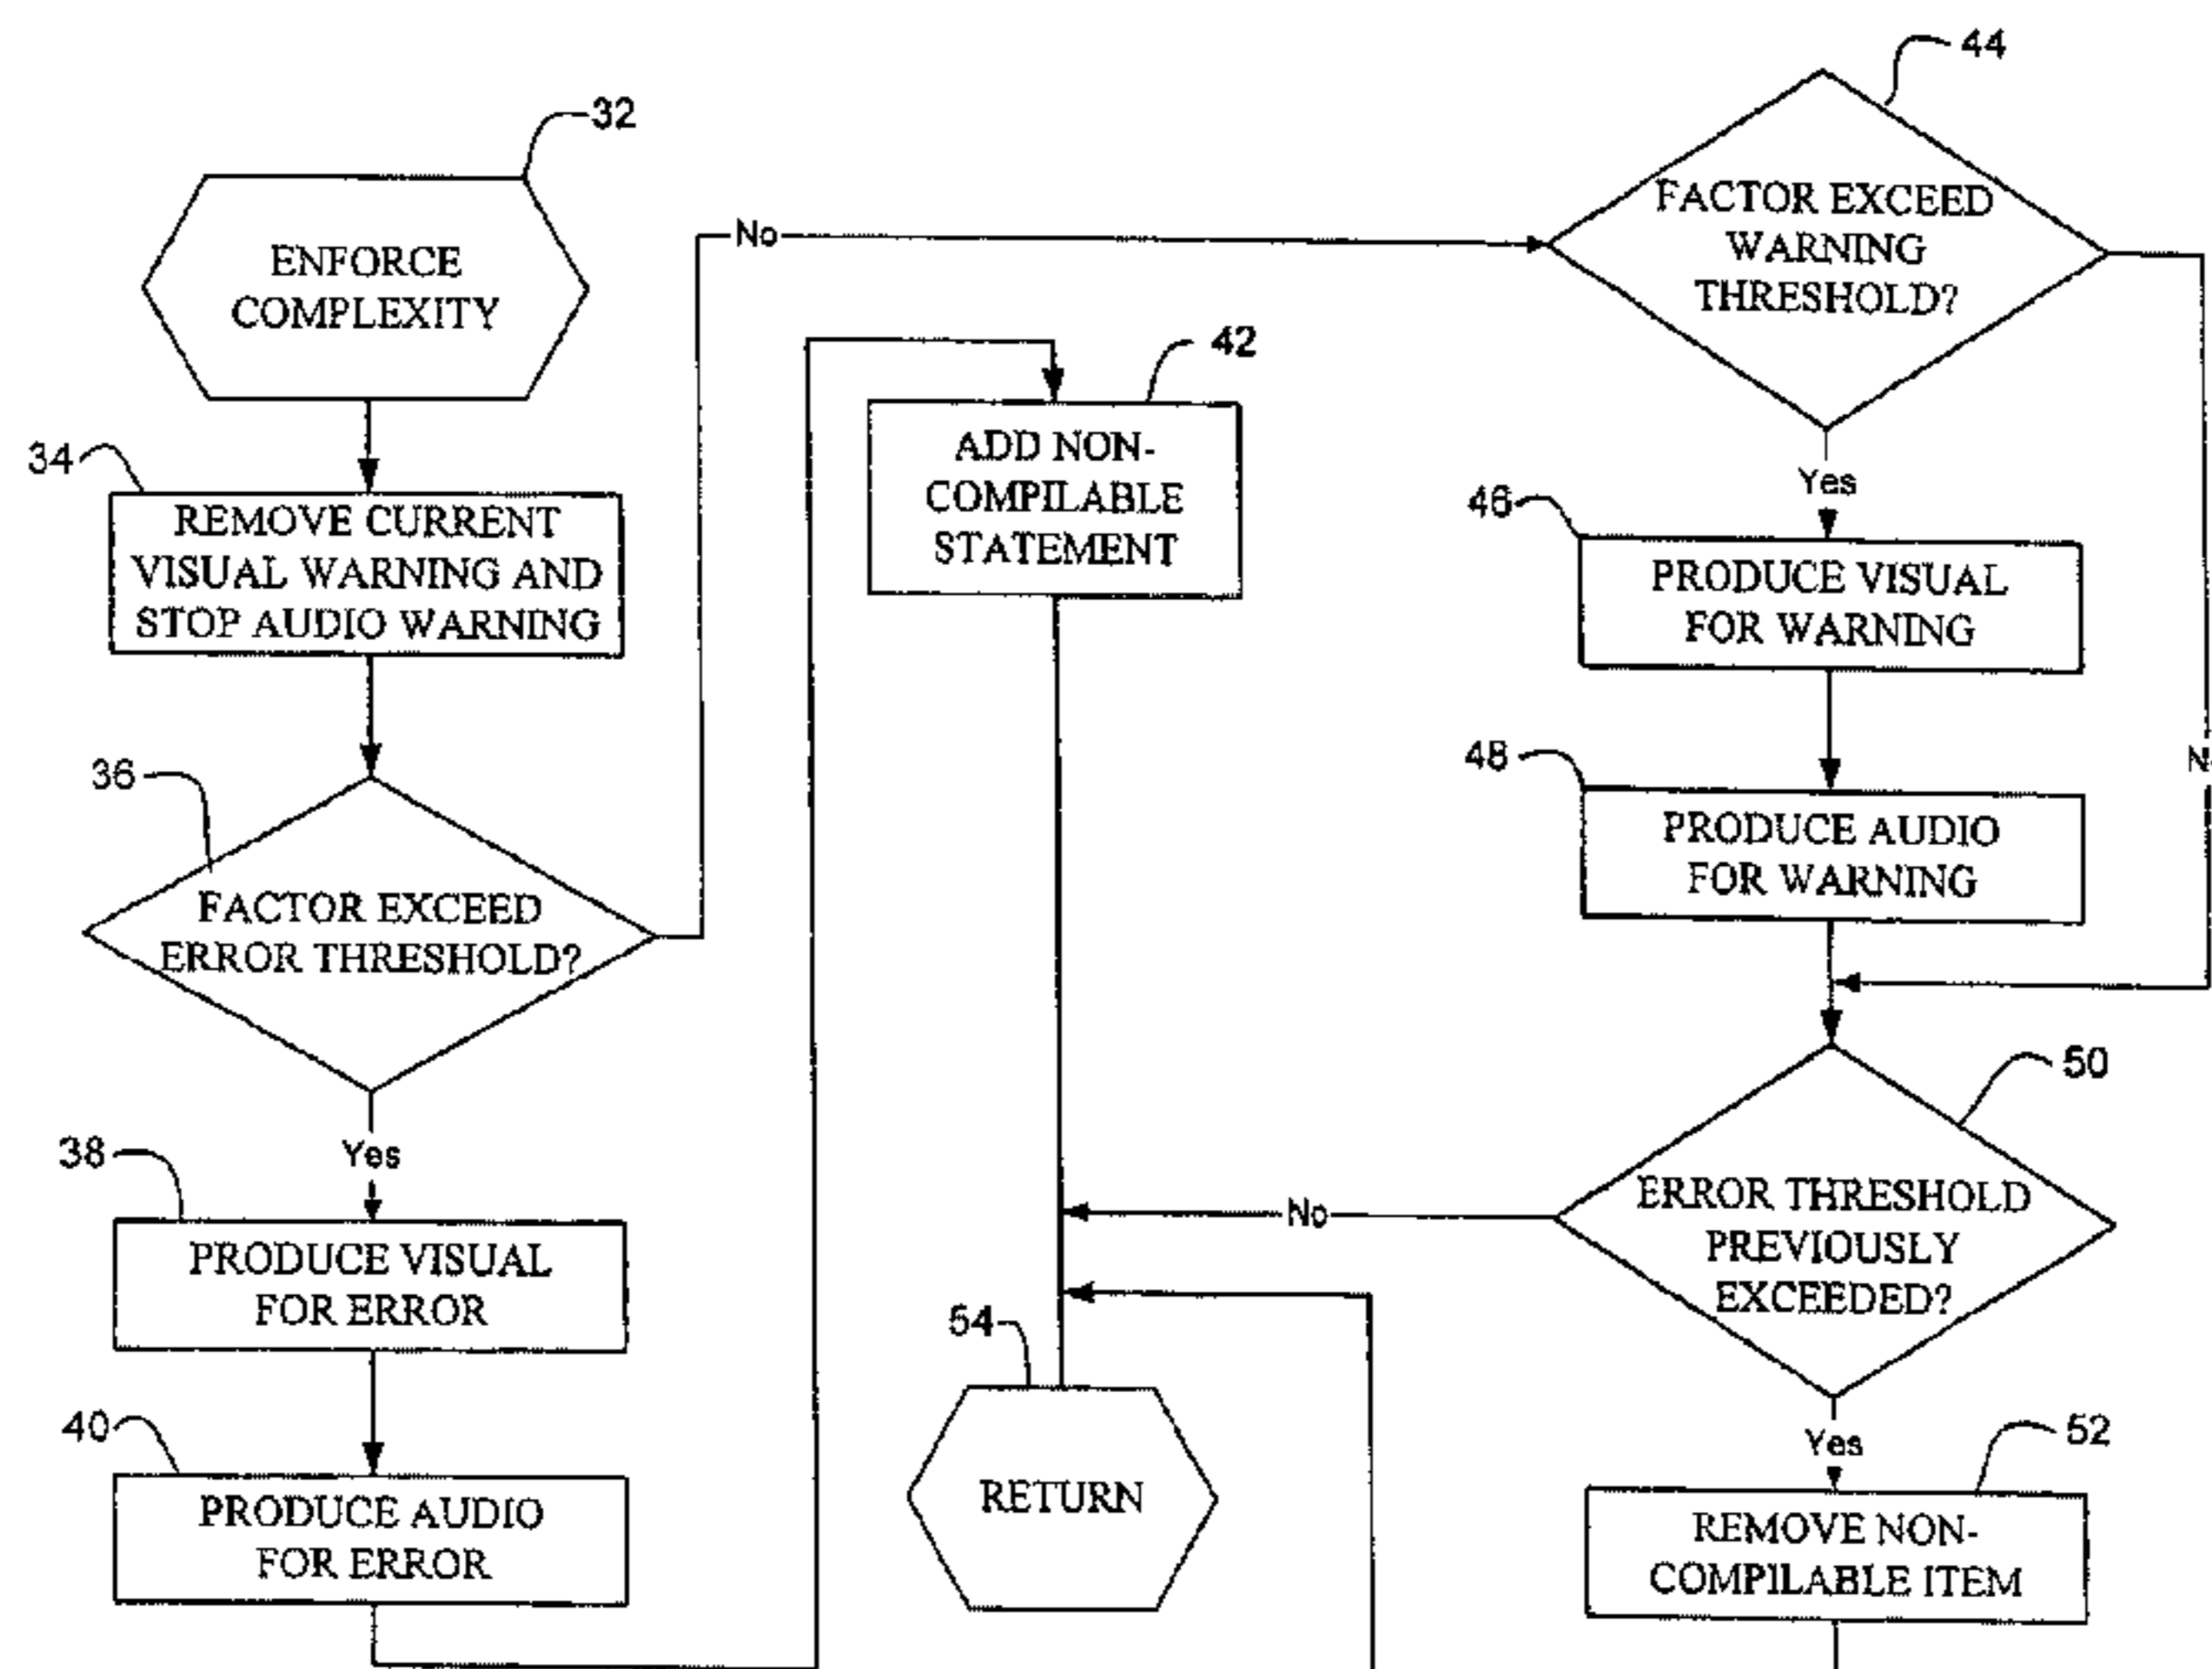 32
ENFORCE
COMPLEXITY
34
REMOVE CURRENT
VISUAL WARNING AND
STOP AUDIO WARNING
36
FACTOR EXCEED
ERROR THRESHOLD?
No
Yes
38
PRODUCE VISUAL
FOR ERROR
40
PRODUCE AUDIO
FOR ERROR
42
ADD NON-
COMPILABLE
STATEMENT
44
FACTOR EXCEED
WARNING
THRESHOLD?
Yes
N
46
PRODUCE VISUAL
FOR WARNING
48
PRODUCE AUDIO
FOR WARNING
50
ERROR THRESHOLD
PREVIOUSLY
EXCEEDED?
No
Yes
52
REMOVE NON-
COMPILABLE ITEM
54
RETURN